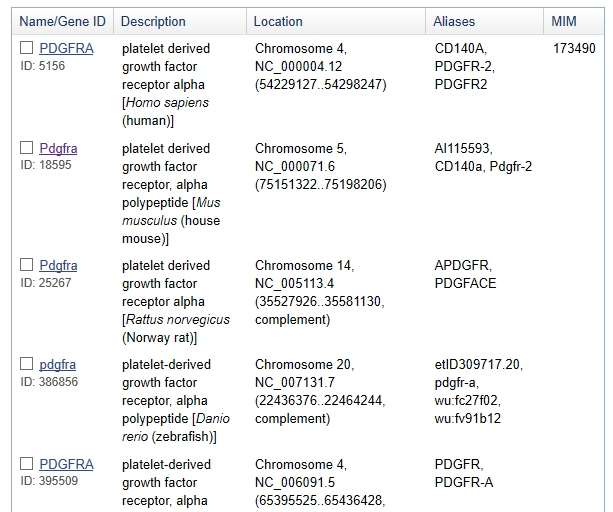 Name/Gene ID Description Location Aliases MIM
PDGFRA platelet derived Chromosome 4, CD140A, 173490
ID: 5156 growth factor NC_000004.12 PDGFR-2,
receptor alpha (54229127..54298247) PDGFR2
[Homo sapiens
(human)]
Pdgfra platelet derived Chromosome 5, AI115593,
ID: 18595 growth factor NC_000071.6 CD140a, Pdgfr-2
receptor, alpha (75151322..75198206)
polypeptide [Mus
musculus (house
mouse)]
Pdgfra platelet derived Chromosome 14, APDGFR,
ID: 25267 growth factor NC_005113.4 PDGFACE
receptor alpha (35527926..35581130,
[Rattus norvegicus complement)
(Norway rat)]
pdgfra platelet-derived Chromosome 20, etID309717.20,
ID: 386856 growth factor NC_007131.7 pdgfr-a,
receptor, alpha (22436376..22464244, wu:fc27f02,
polypeptide [Danio complement) wu:fv91b12
rerio (zebrafish)]
PDGFRA platelet-derived Chromosome 4, PDGFR,
ID: 395509 growth factor NC_006091.5 PDGFR-A
receptor, alpha (65395525..65436428,